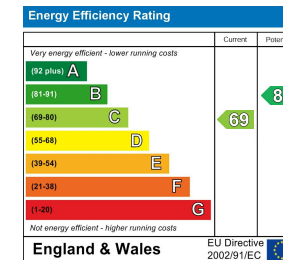 Energy Efficiency Rating
Current
Very energy efficient - lower running costs
(92 plus) A
(81-91) B
(69-80) C
69
(55-68) D
(39-54) E
(21-38) F
(1-20) G
Not energy efficient - higher running costs
England & Wales
EU Directive
2002/91/EC